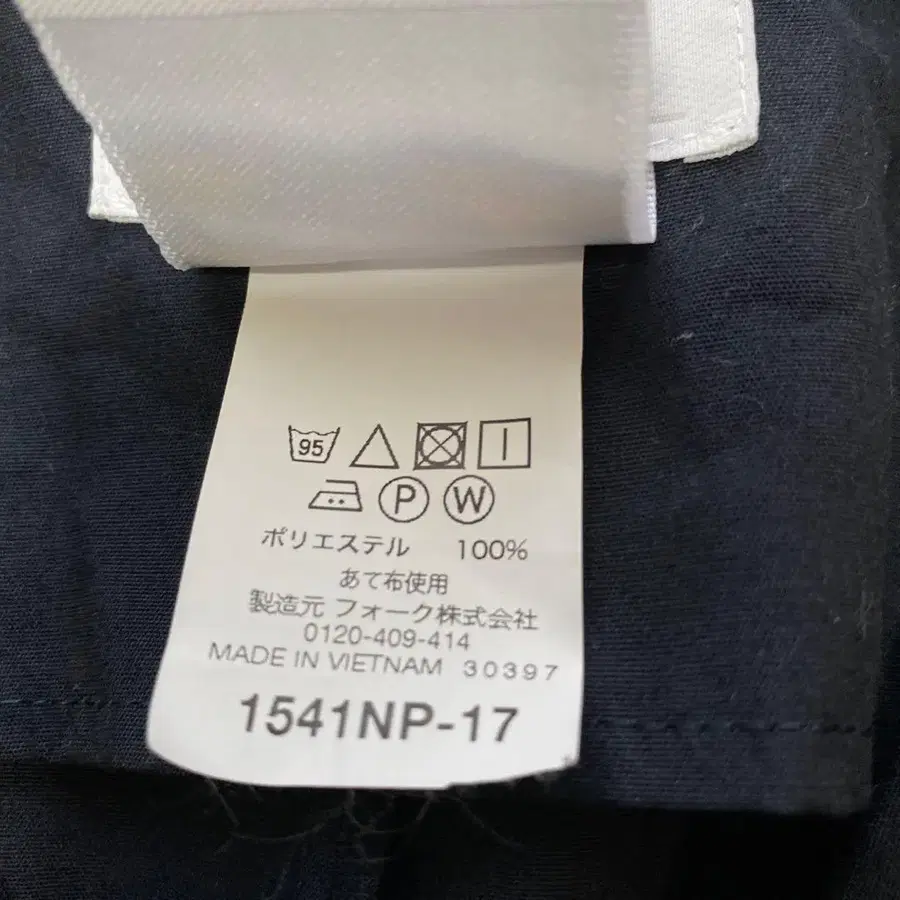 95
P W
ポリエステル 100%
あて布使用
製造元 フォーク株式会社
0120-409-414
MADE IN VIETNAM 30397
1541NP-17